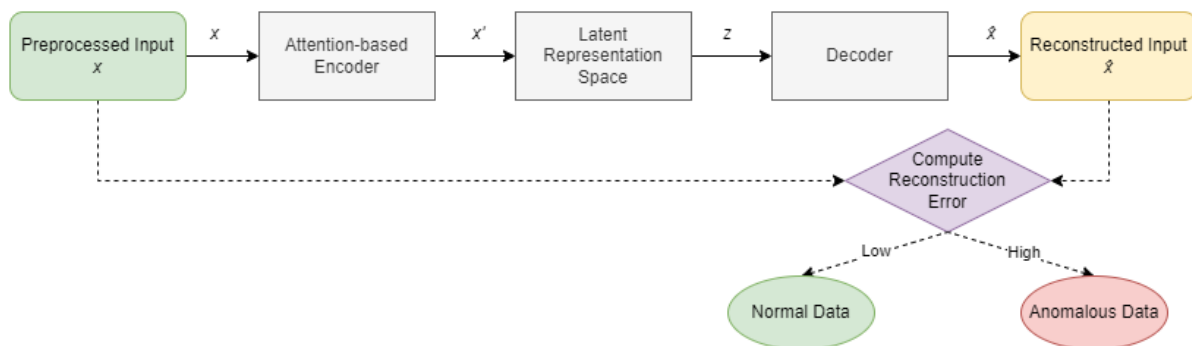 x
x'
z
x̂
Preprocessed Input
x
Attention-based
Encoder
Latent
Representation
Space
Decoder
Reconstructed Input
x̂
Compute
Reconstruction
Error
Low
High
Normal Data
Anomalous Data